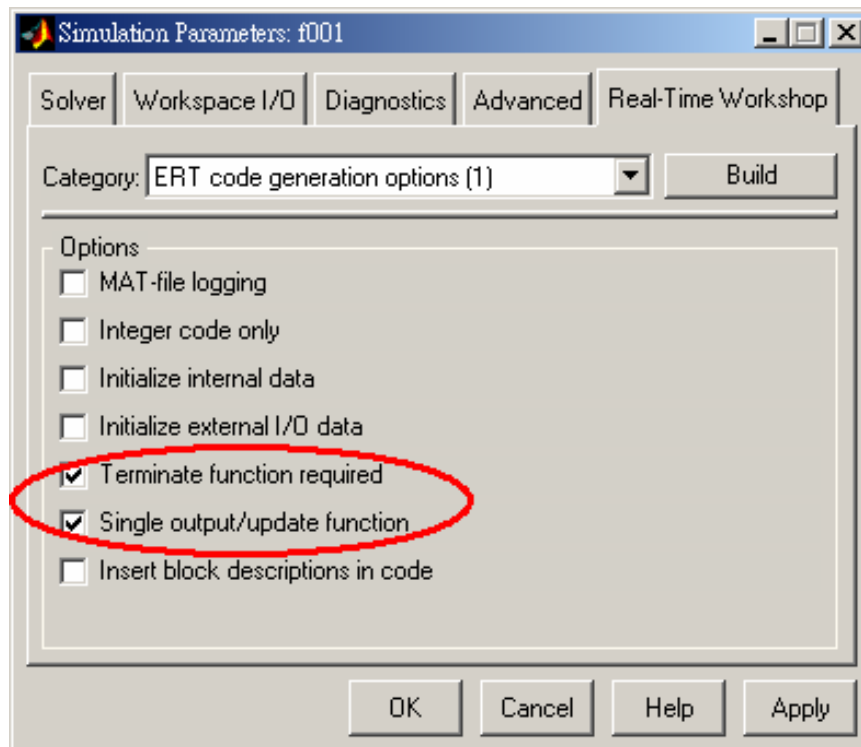 Simulation Parameters: f001
Solver Workspace I/O Diagnostics Advanced Real-Time Workshop
Category: ERT code generation options (1) Build
Options
MAT-file logging
Integer code only
Initialize internal data
Initialize external I/O data
Terminate function required
Single output/update function
Insert block descriptions in code
OK Cancel Help Apply